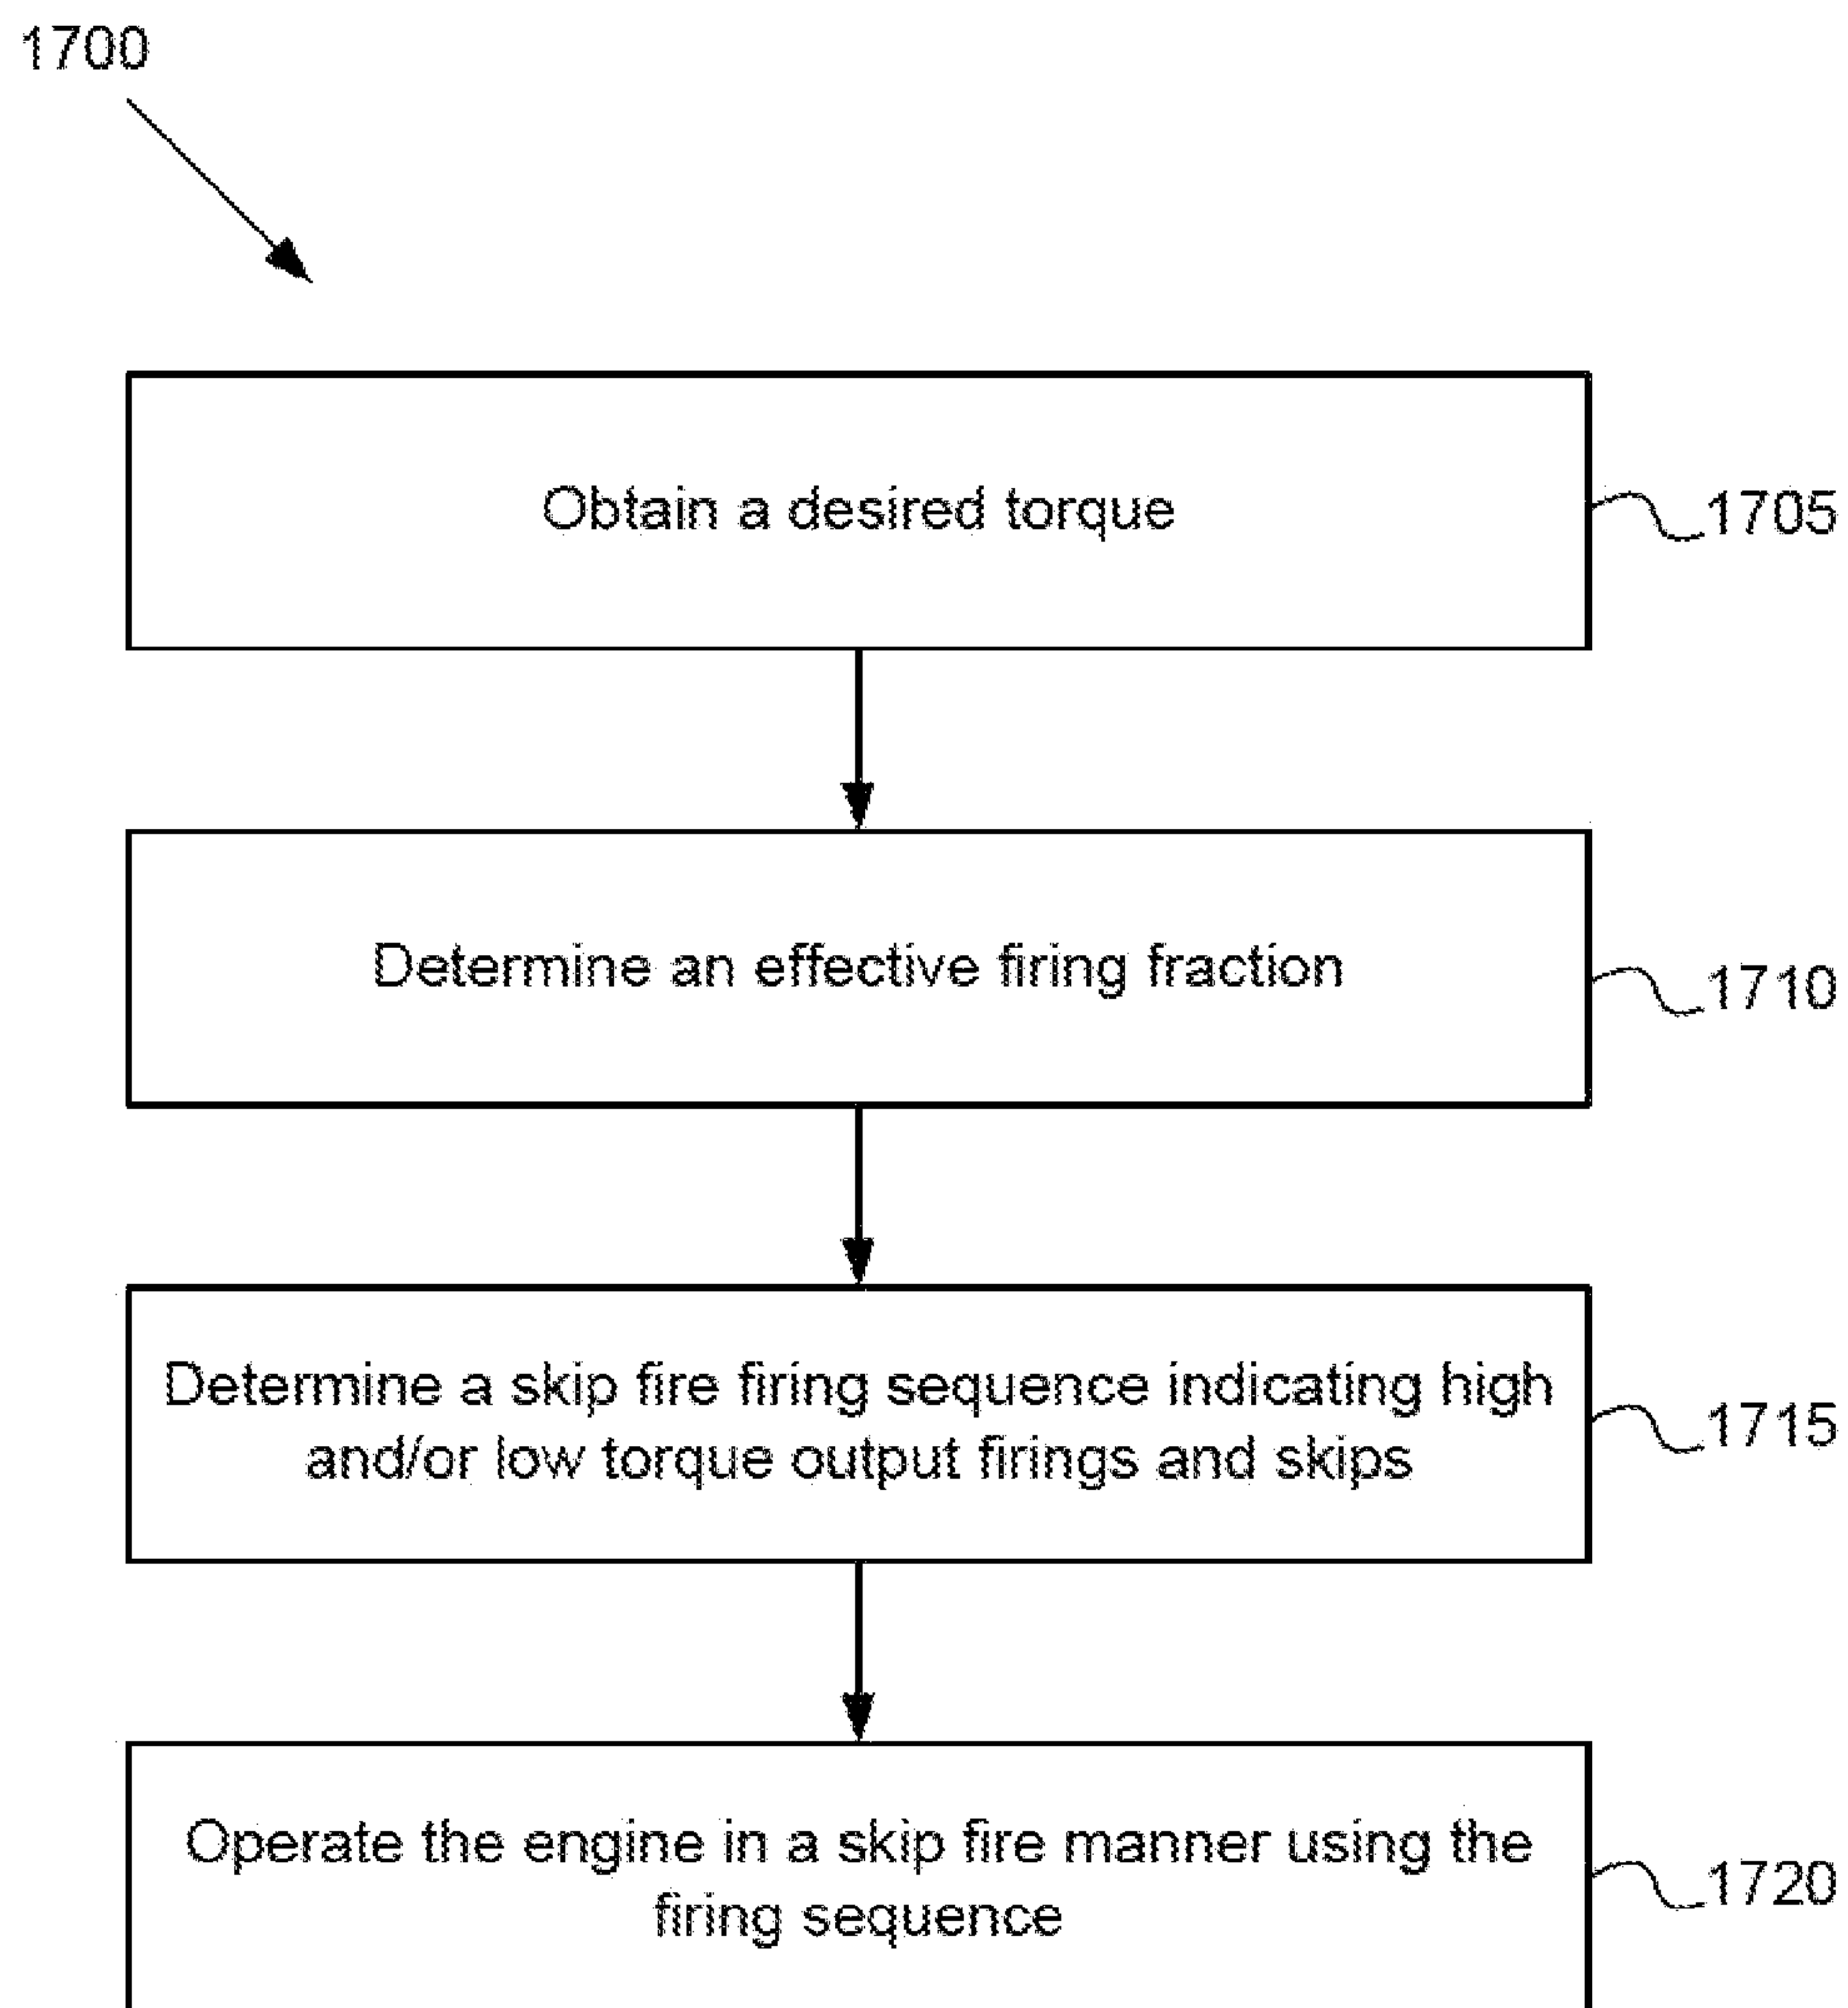 1700
Obtain a desired torque
1705
Determine an effective firing fraction
1710
Determine a skip fire firing sequence indicating high
and/or low torque output firings and skips
1715
Operate the engine in a skip fire manner using the
firing sequence
1720